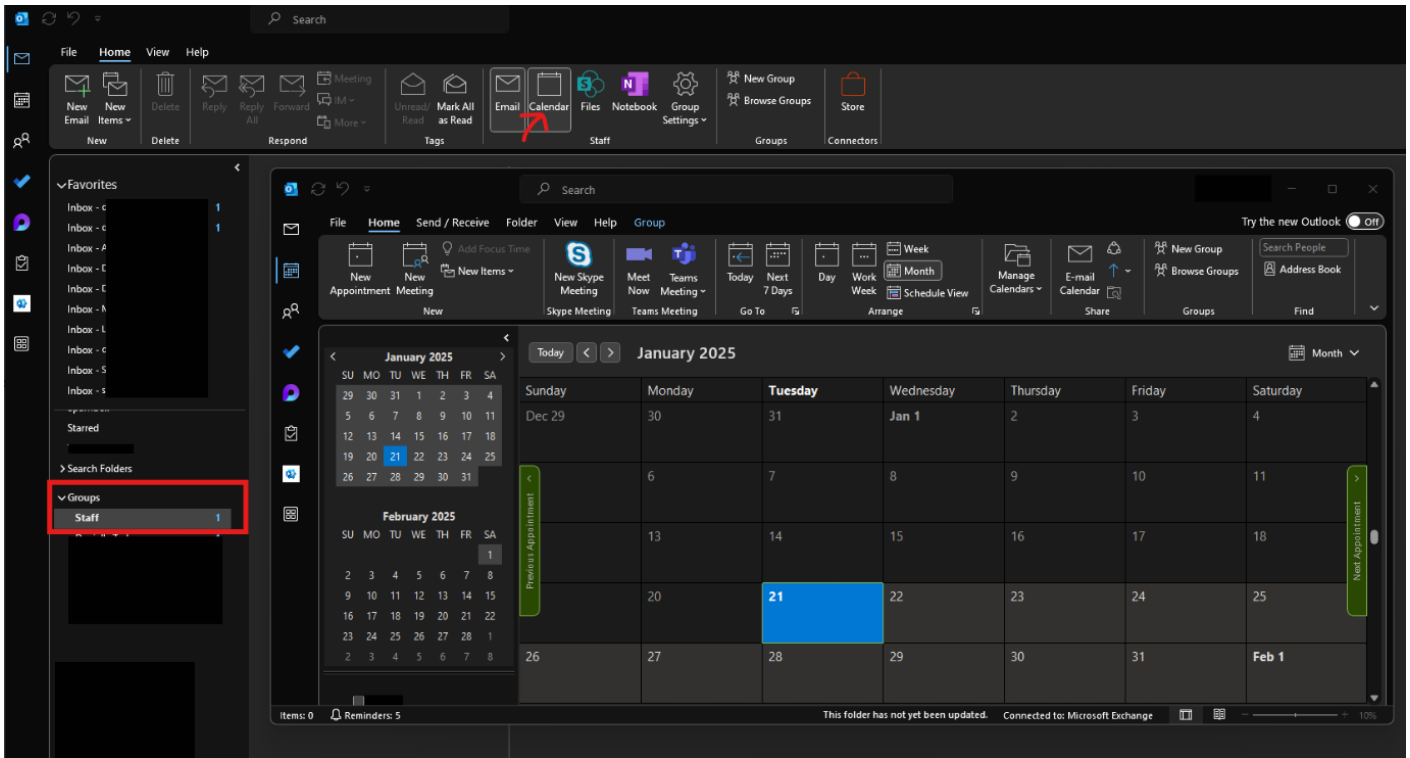 Search
File Home View Help
New Email
New Items
Delete
Reply
Reply All
Forward
Meeting
IM
More
Unread/ Read
Mark All as Read
Email
Calendar
Files
Notebook
Group Settings
New Group
Browse Groups
Store
New
Delete
Respond
Tags
Staff
Groups
Connectors
Favorites
Inbox - c 1
Inbox - c 1
Inbox - A
Inbox -
Inbox -
Inbox -
Inbox - L
Inbox - c
Inbox - S
Inbox - s
Starred
Search Folders
Groups
Staff 1
Search
File Home Send / Receive Folder View Help Group
Try the new Outlook Off
New Appointment
New Meeting
Add Focus Time
New Items
New Skype Meeting
Meet Now
Teams Meeting
Today
Next 7 Days
Day
Work Week
Week
Month
Schedule View
Manage Calendars
E-mail Calendar
New Group
Browse Groups
Search People
Address Book
New
Skype Meeting
Teams Meeting
Go To
Arrange
Share
Groups
Find
January 2025
SU MO TU WE TH FR SA
29 30 31 1 2 3 4
5 6 7 8 9 10 11
12 13 14 15 16 17 18
19 20 21 22 23 24 25
26 27 28 29 30 31
February 2025
SU MO TU WE TH FR SA
1
2 3 4 5 6 7 8
9 10 11 12 13 14 15
16 17 18 19 20 21 22
23 24 25 26 27 28 1
2 3 4 5 6 7 8
Today January 2025
Month
Sunday Monday Tuesday Wednesday Thursday Friday Saturday
Dec 29 30 31 Jan 1 2 3 4
6 7 8 9 10 11
13 14 15 16 17 18
20 21 22 23 24 25
26 27 28 29 30 31 Feb 1
Previous Appointment
Next Appointment
Items: 0 Reminders: 5
This folder has not yet been updated. Connected to: Microsoft Exchange
10%